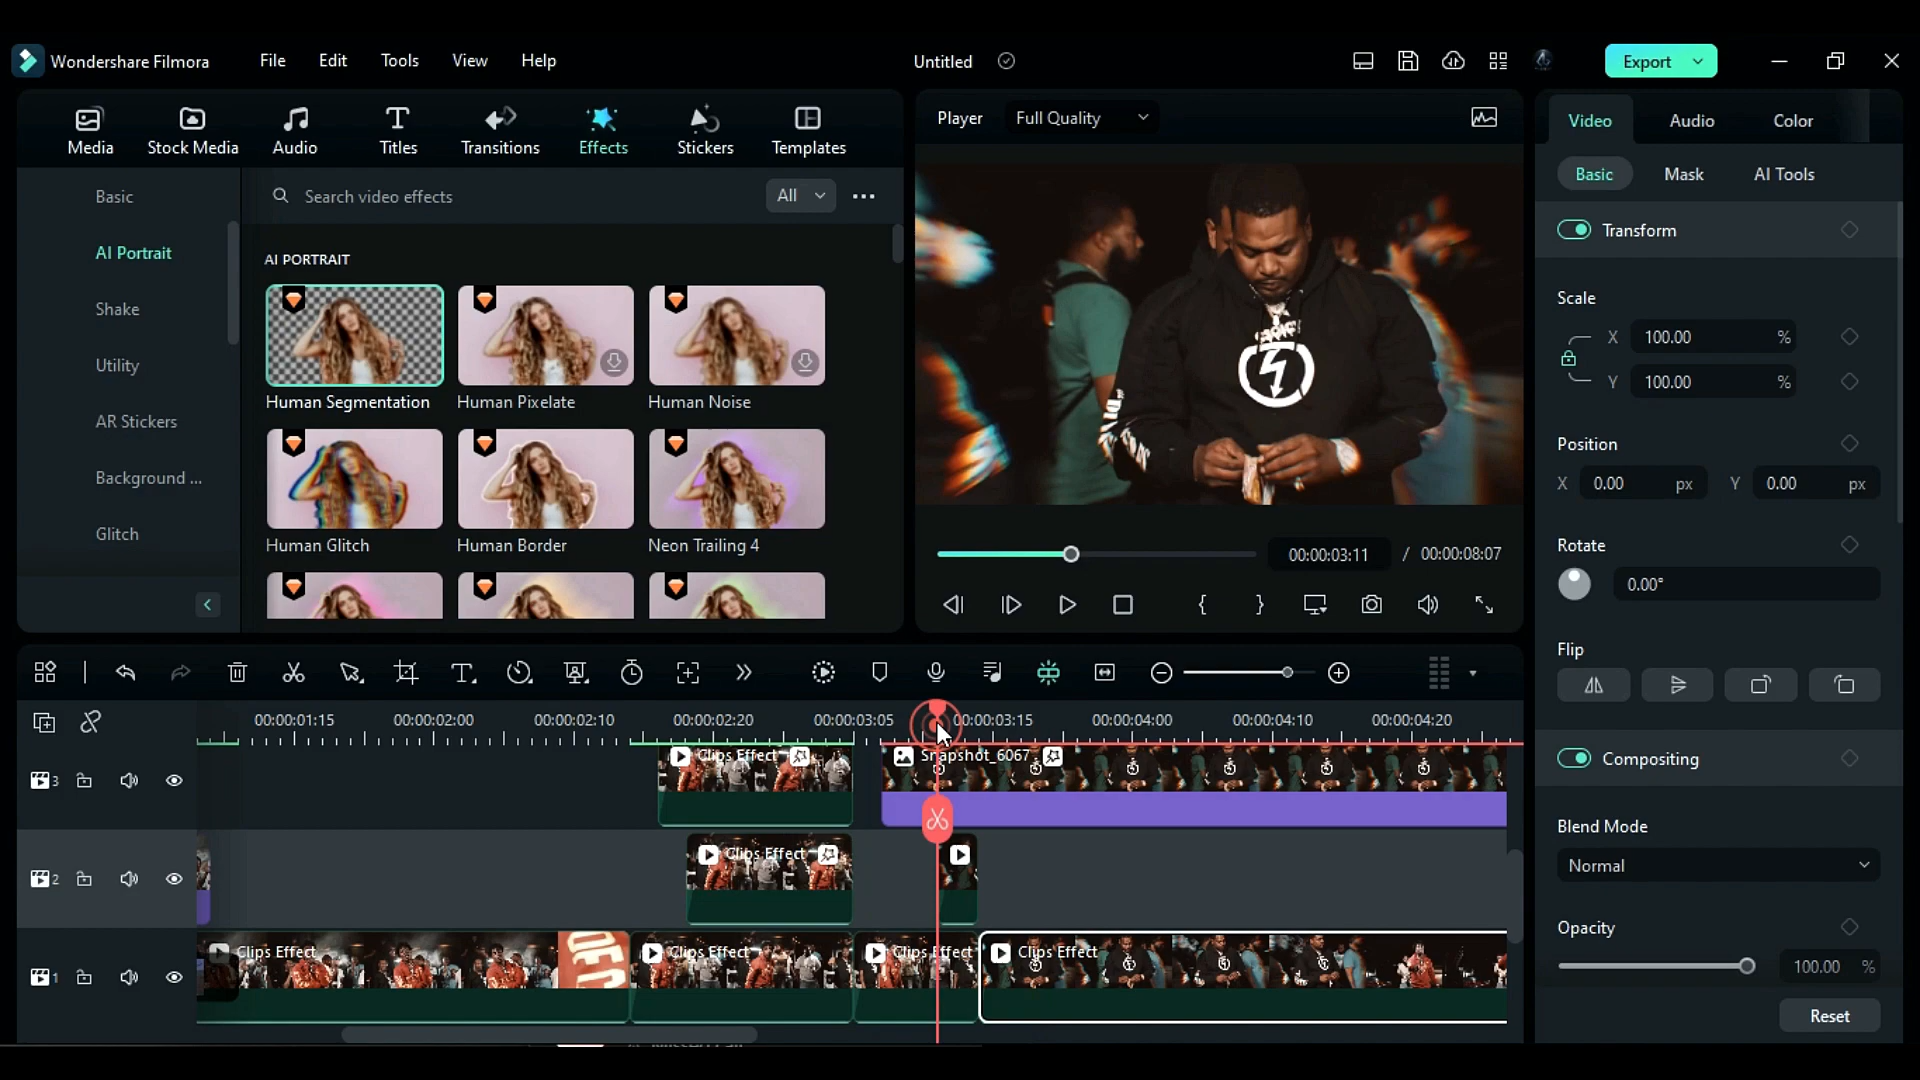 Wondershare Filmora File Edit Tools View Help Untitled Export
Media Stock Media Audio Titles Transitions Effects Stickers Templates
Basic
AI Portrait
Shake
Utility
AR Stickers
Background ...
Glitch
Search video effects All
AI PORTRAIT
Human Segmentation Human Pixelate Human Noise
Human Glitch Human Border Neon Trailing 4
Player Full Quality
00:00:03:11 / 00:00:08:07
Video Audio Color
Basic Mask AI Tools
Transform
Scale
X 100.00 %
Y 100.00 %
Position
X 0.00 px Y 0.00 px
Rotate
0.00°
Flip
Compositing
Blend Mode
Normal
Opacity
100.00 %
Reset
00:00:01:15 00:00:02:00 00:00:02:10 00:00:02:20 00:00:03:05 00:00:03:15 00:00:04:00 00:00:04:10 00:00:04:20
3 Clips Effect Snapshot_6067
2 Clips Effect
1 Clips Effect Clips Effect Clips Effect Clips Effect